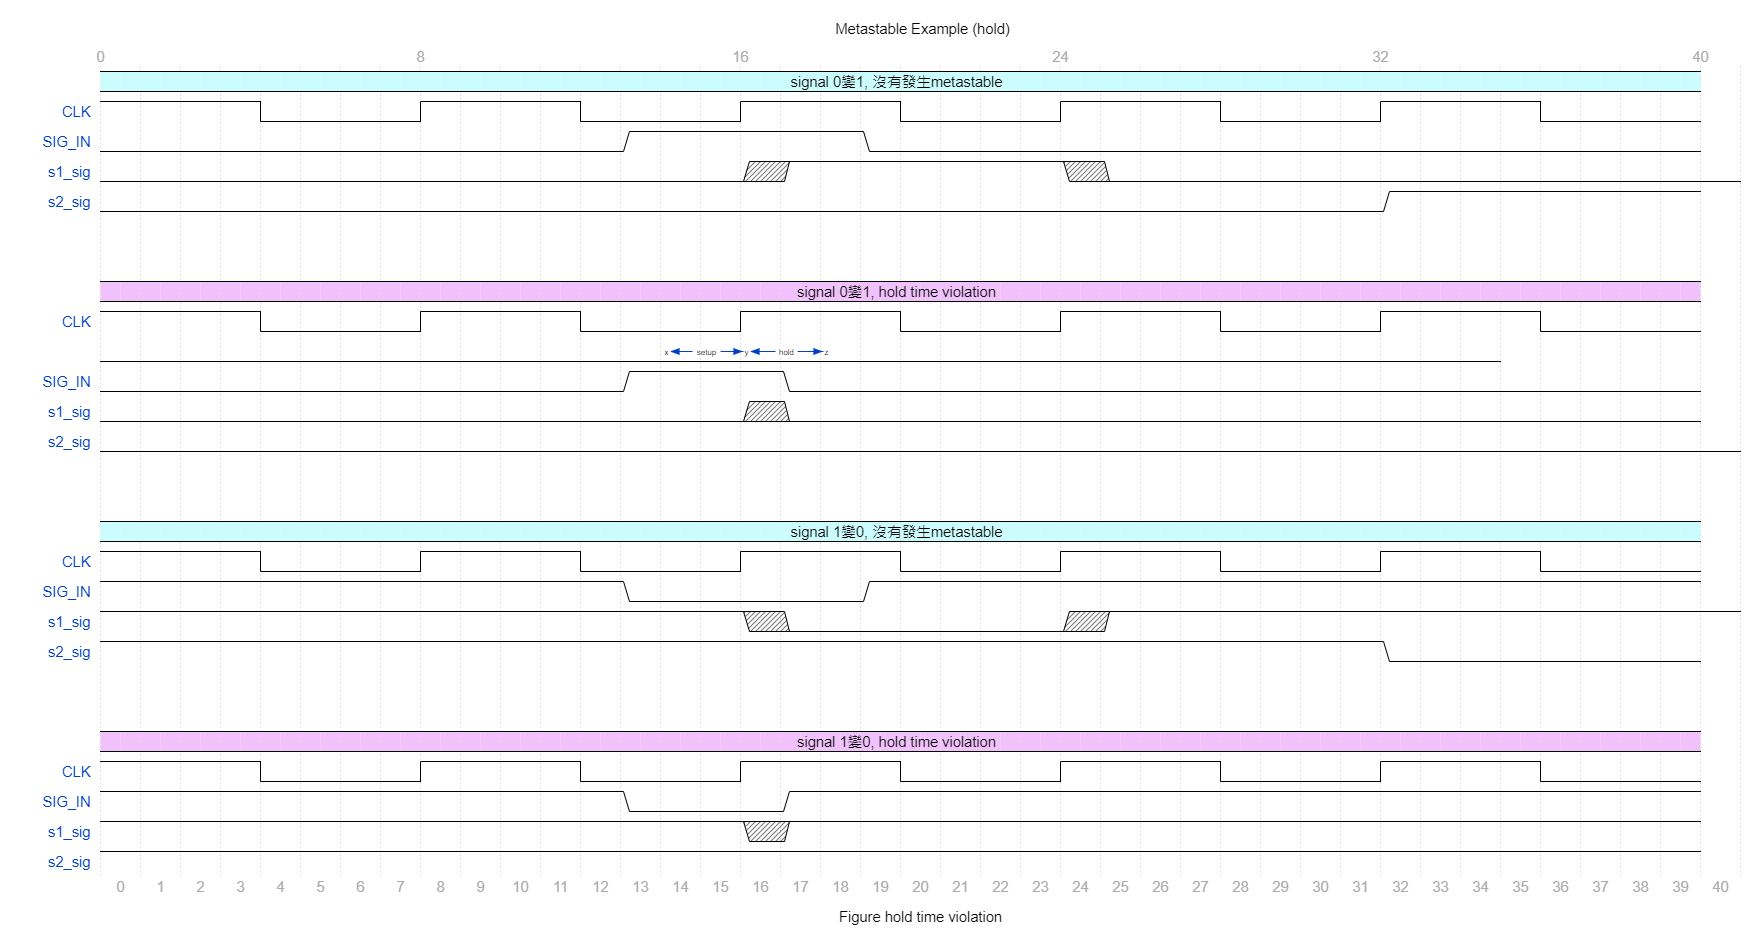 Metastable Example (hold)
0 8 16 24 32 40
signal 0變1, 沒有發生metastable
CLK
SIG_IN
s1_sig
s2_sig
signal 0變1, hold time violation
CLK
x setup y hold z
SIG_IN
s1_sig
s2_sig
signal 1變0, 沒有發生metastable
CLK
SIG_IN
s1_sig
s2_sig
signal 1變0, hold time violation
CLK
SIG_IN
s1_sig
s2_sig
0 1 2 3 4 5 6 7 8 9 10 11 12 13 14 15 16 17 18 19 20 21 22 23 24 25 26 27 28 29 30 31 32 33 34 35 36 37 38 39 40
Figure hold time violation